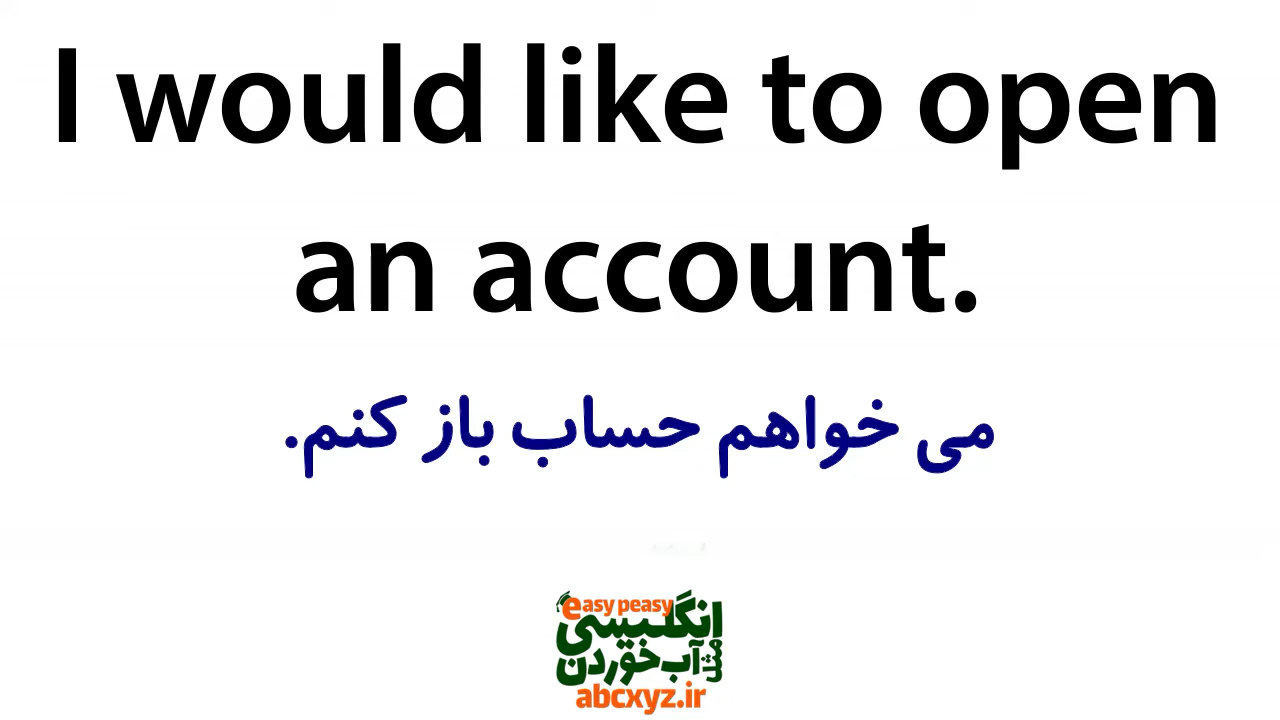 I would like to open
an account.
می خواهم حساب باز کنم.
easy peasy
انگلیسی
مثل آب خوردن
abcxyz.ir